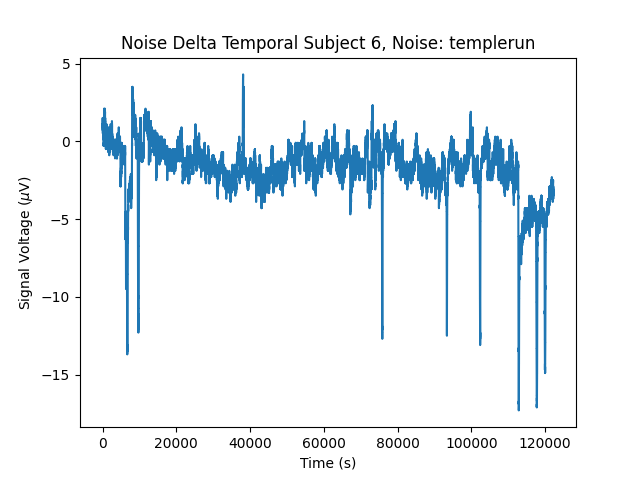 Noise Delta Temporal Subject 6, Noise: templerun
Signal Voltage (μV)
5
0
−5
−10
−15
0 20000 40000 60000 80000 100000 120000
Time (s)